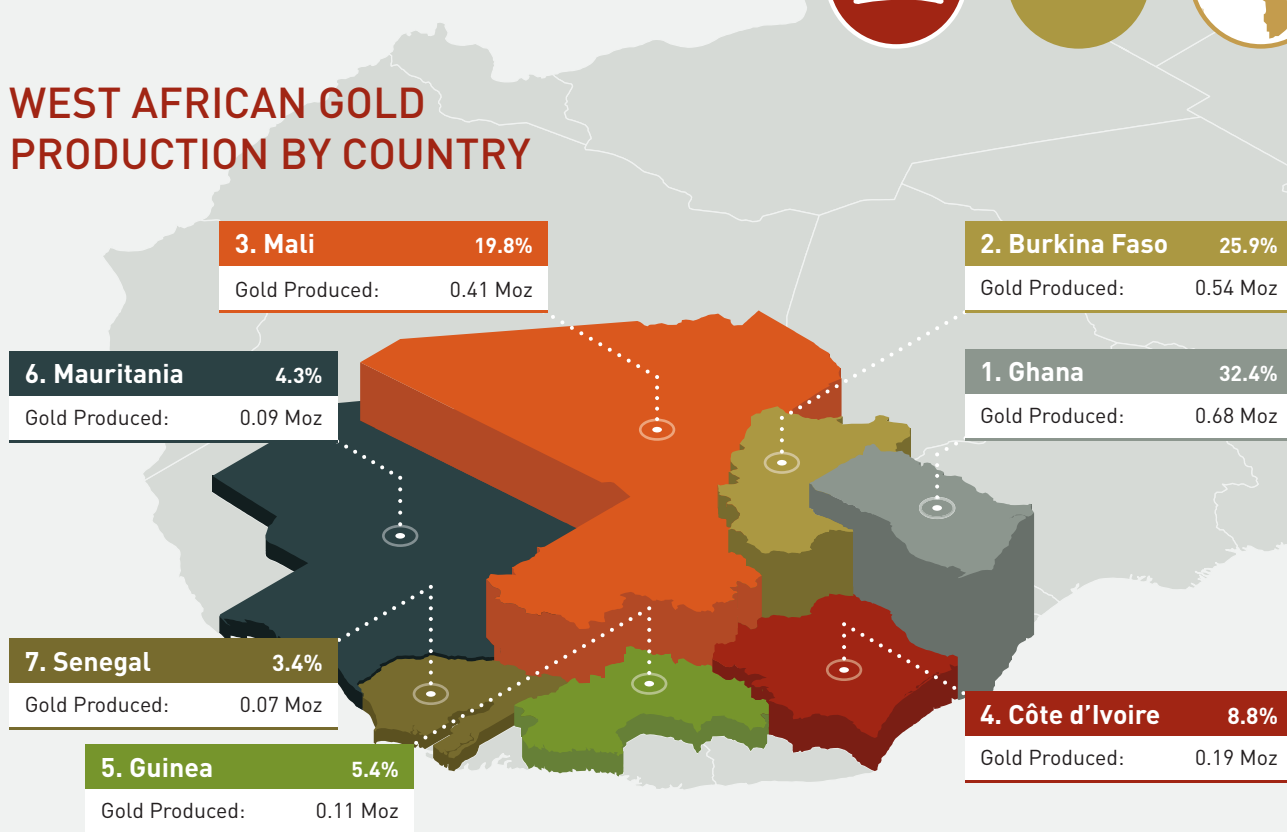 WEST AFRICAN GOLD
PRODUCTION BY COUNTRY
3. Mali 19.8%
Gold Produced: 0.41 Moz
2. Burkina Faso 25.9%
Gold Produced: 0.54 Moz
6. Mauritania 4.3%
Gold Produced: 0.09 Moz
1. Ghana 32.4%
Gold Produced: 0.68 Moz
7. Senegal 3.4%
Gold Produced: 0.07 Moz
4. Côte d’Ivoire 8.8%
Gold Produced: 0.19 Moz
5. Guinea 5.4%
Gold Produced: 0.11 Moz